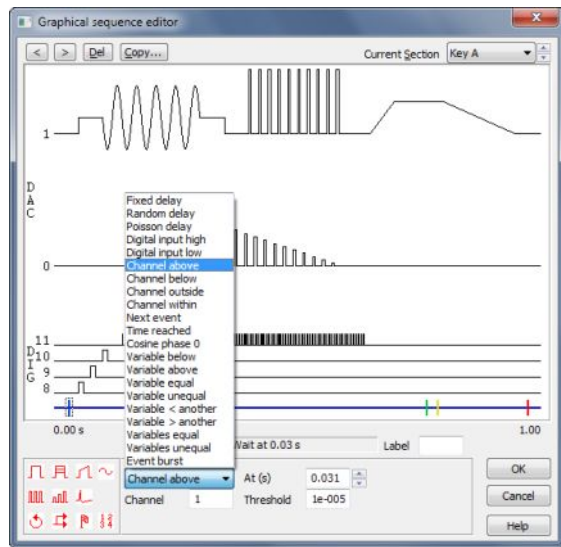 Graphical sequence editor
< > Del Copy... Current Section Key A
1
D
A
C
Fixed delay
Random delay
Poisson delay
Digital input high
Digital input low
Channel above
0
Channel below
Channel outside
Channel within
Next event
Time reached
11
Cosine phase 0
D
10
Variable below
I
9
Variable above
G
8
Variable equal
Variable unequal
Variable < another
Variable > another
Variables equal
Variables unequal
Event burst
0.00 s 1.00
Wait at 0.03 s Label
Channel above At (s) 0.031 OK
Channel 1 Threshold 1e-005 Cancel
Help